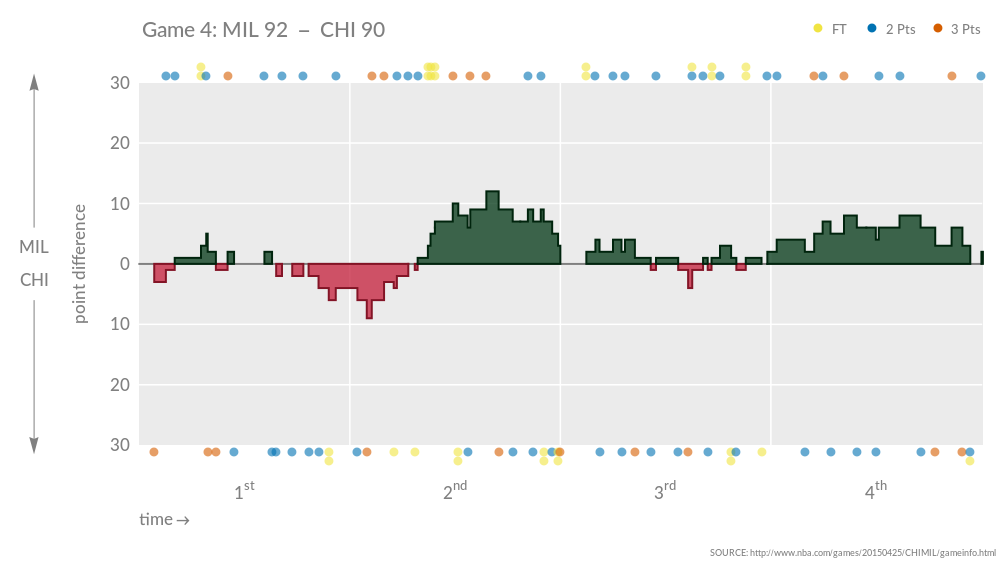 Game 4: MIL 92 – CHI 90
FT 2 Pts 3 Pts
30
20
10
0
10
20
30
MIL
CHI
point difference
1st 2nd 3rd 4th
time→
SOURCE: http://www.nba.com/games/20150425/CHIMIL/gameinfo.html